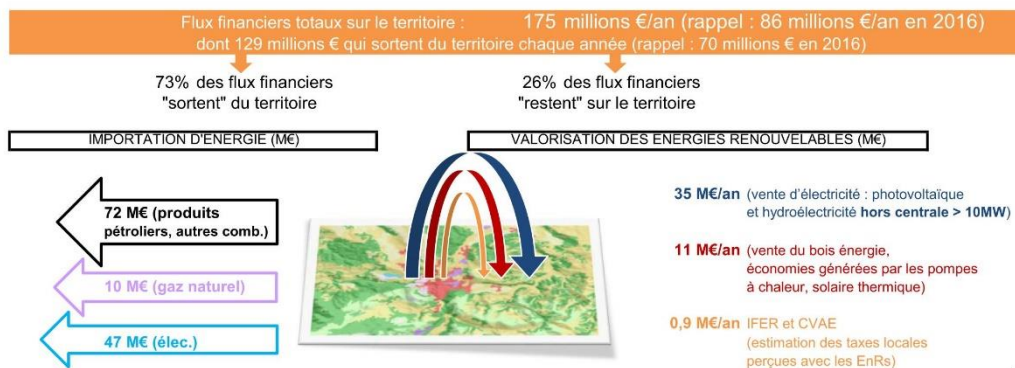 Flux financiers totaux sur le territoire : 175 millions €/an (rappel : 86 millions €/an en 2016)
dont 129 millions € qui sortent du territoire chaque année (rappel : 70 millions € en 2016)
73% des flux financiers
"sortent" du territoire
26% des flux financiers
"restent" sur le territoire
IMPORTATION D'ENERGIE (M€)
VALORISATION DES ENERGIES RENOUVELABLES (M€)
72 M€ (produits
pétroliers, autres comb.)
10 M€ (gaz naturel)
47 M€ (élec.)
35 M€/an (vente d'électricité : photovoltaïque
et hydroélectricité hors centrale > 10MW)
11 M€/an (vente du bois énergie,
économies générées par les pompes
à chaleur, solaire thermique)
0,9 M€/an IFER et CVAE
(estimation des taxes locales
perçues avec les EnRs)